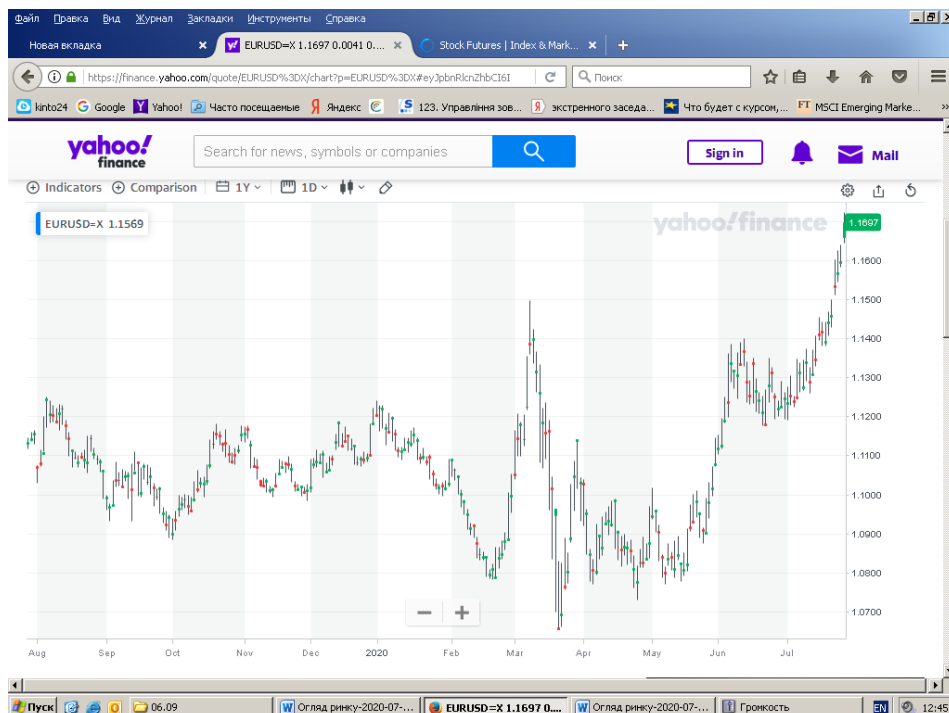 Файл Правка Вид Журнал Закладки Инструменты Справка
Новая вкладка
EURUSD=X 1.1697 0.0041 0....
Stock Futures | Index & Mark...
https://finance.yahoo.com/quote/EURUSD%3DX/chart?p=EURUSD%3DX#eyJpbnRlcnZhbCI6I
Поиск
kinto24 Google Yahoo! Часто посещаемые Яндекс 123. Управління зов... экстренного заседа... Что будет с курсом,... FT MSCI Emerging Marke... »
yahoo! finance
Search for news, symbols or companies
Sign in
Mail
Indicators Comparison 1Y 1D
EURUSD=X 1.1569
yahoo!finance
1.1697
1.1600
1.1500
1.1400
1.1300
1.1200
1.1100
1.1000
1.0900
1.0800
1.0700
Aug Sep Oct Nov Dec 2020 Feb Mar Apr May Jun Jul
Пуск 06.09 Огляд ринку-2020-07-... EURUSD=X 1.1697 0.... Огляд ринку-2020-07-... Громкость EN 12:45